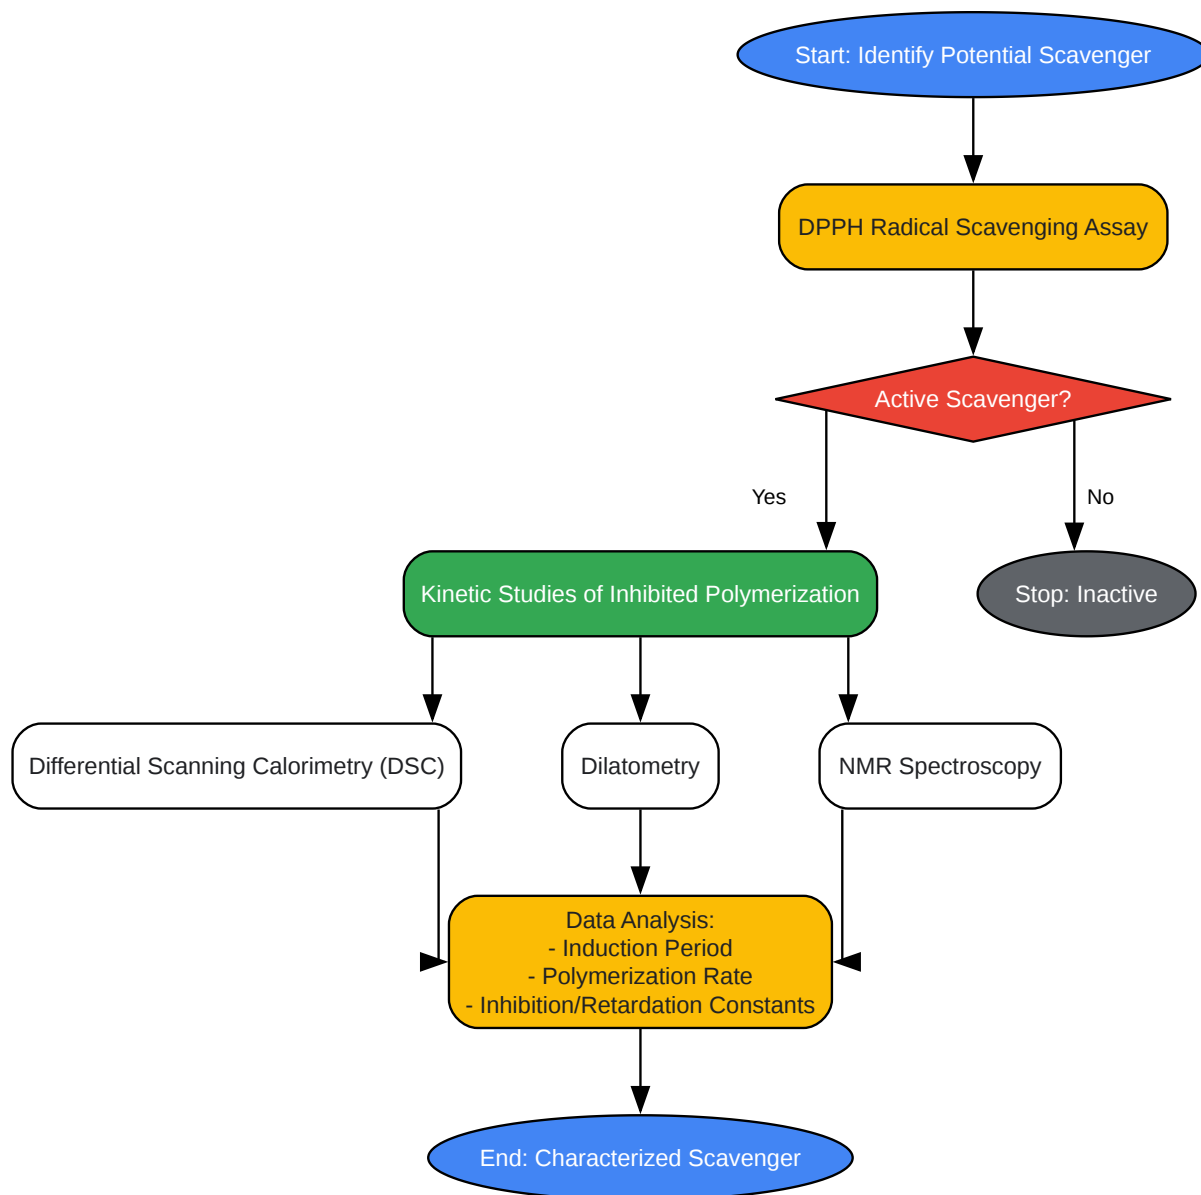 Start: Identify Potential Scavenger
DPPH Radical Scavenging Assay
Active Scavenger?
Yes
No
Kinetic Studies of Inhibited Polymerization
Stop: Inactive
Differential Scanning Calorimetry (DSC)
Dilatometry
NMR Spectroscopy
Data Analysis:
- Induction Period
- Polymerization Rate
- Inhibition/Retardation Constants
End: Characterized Scavenger